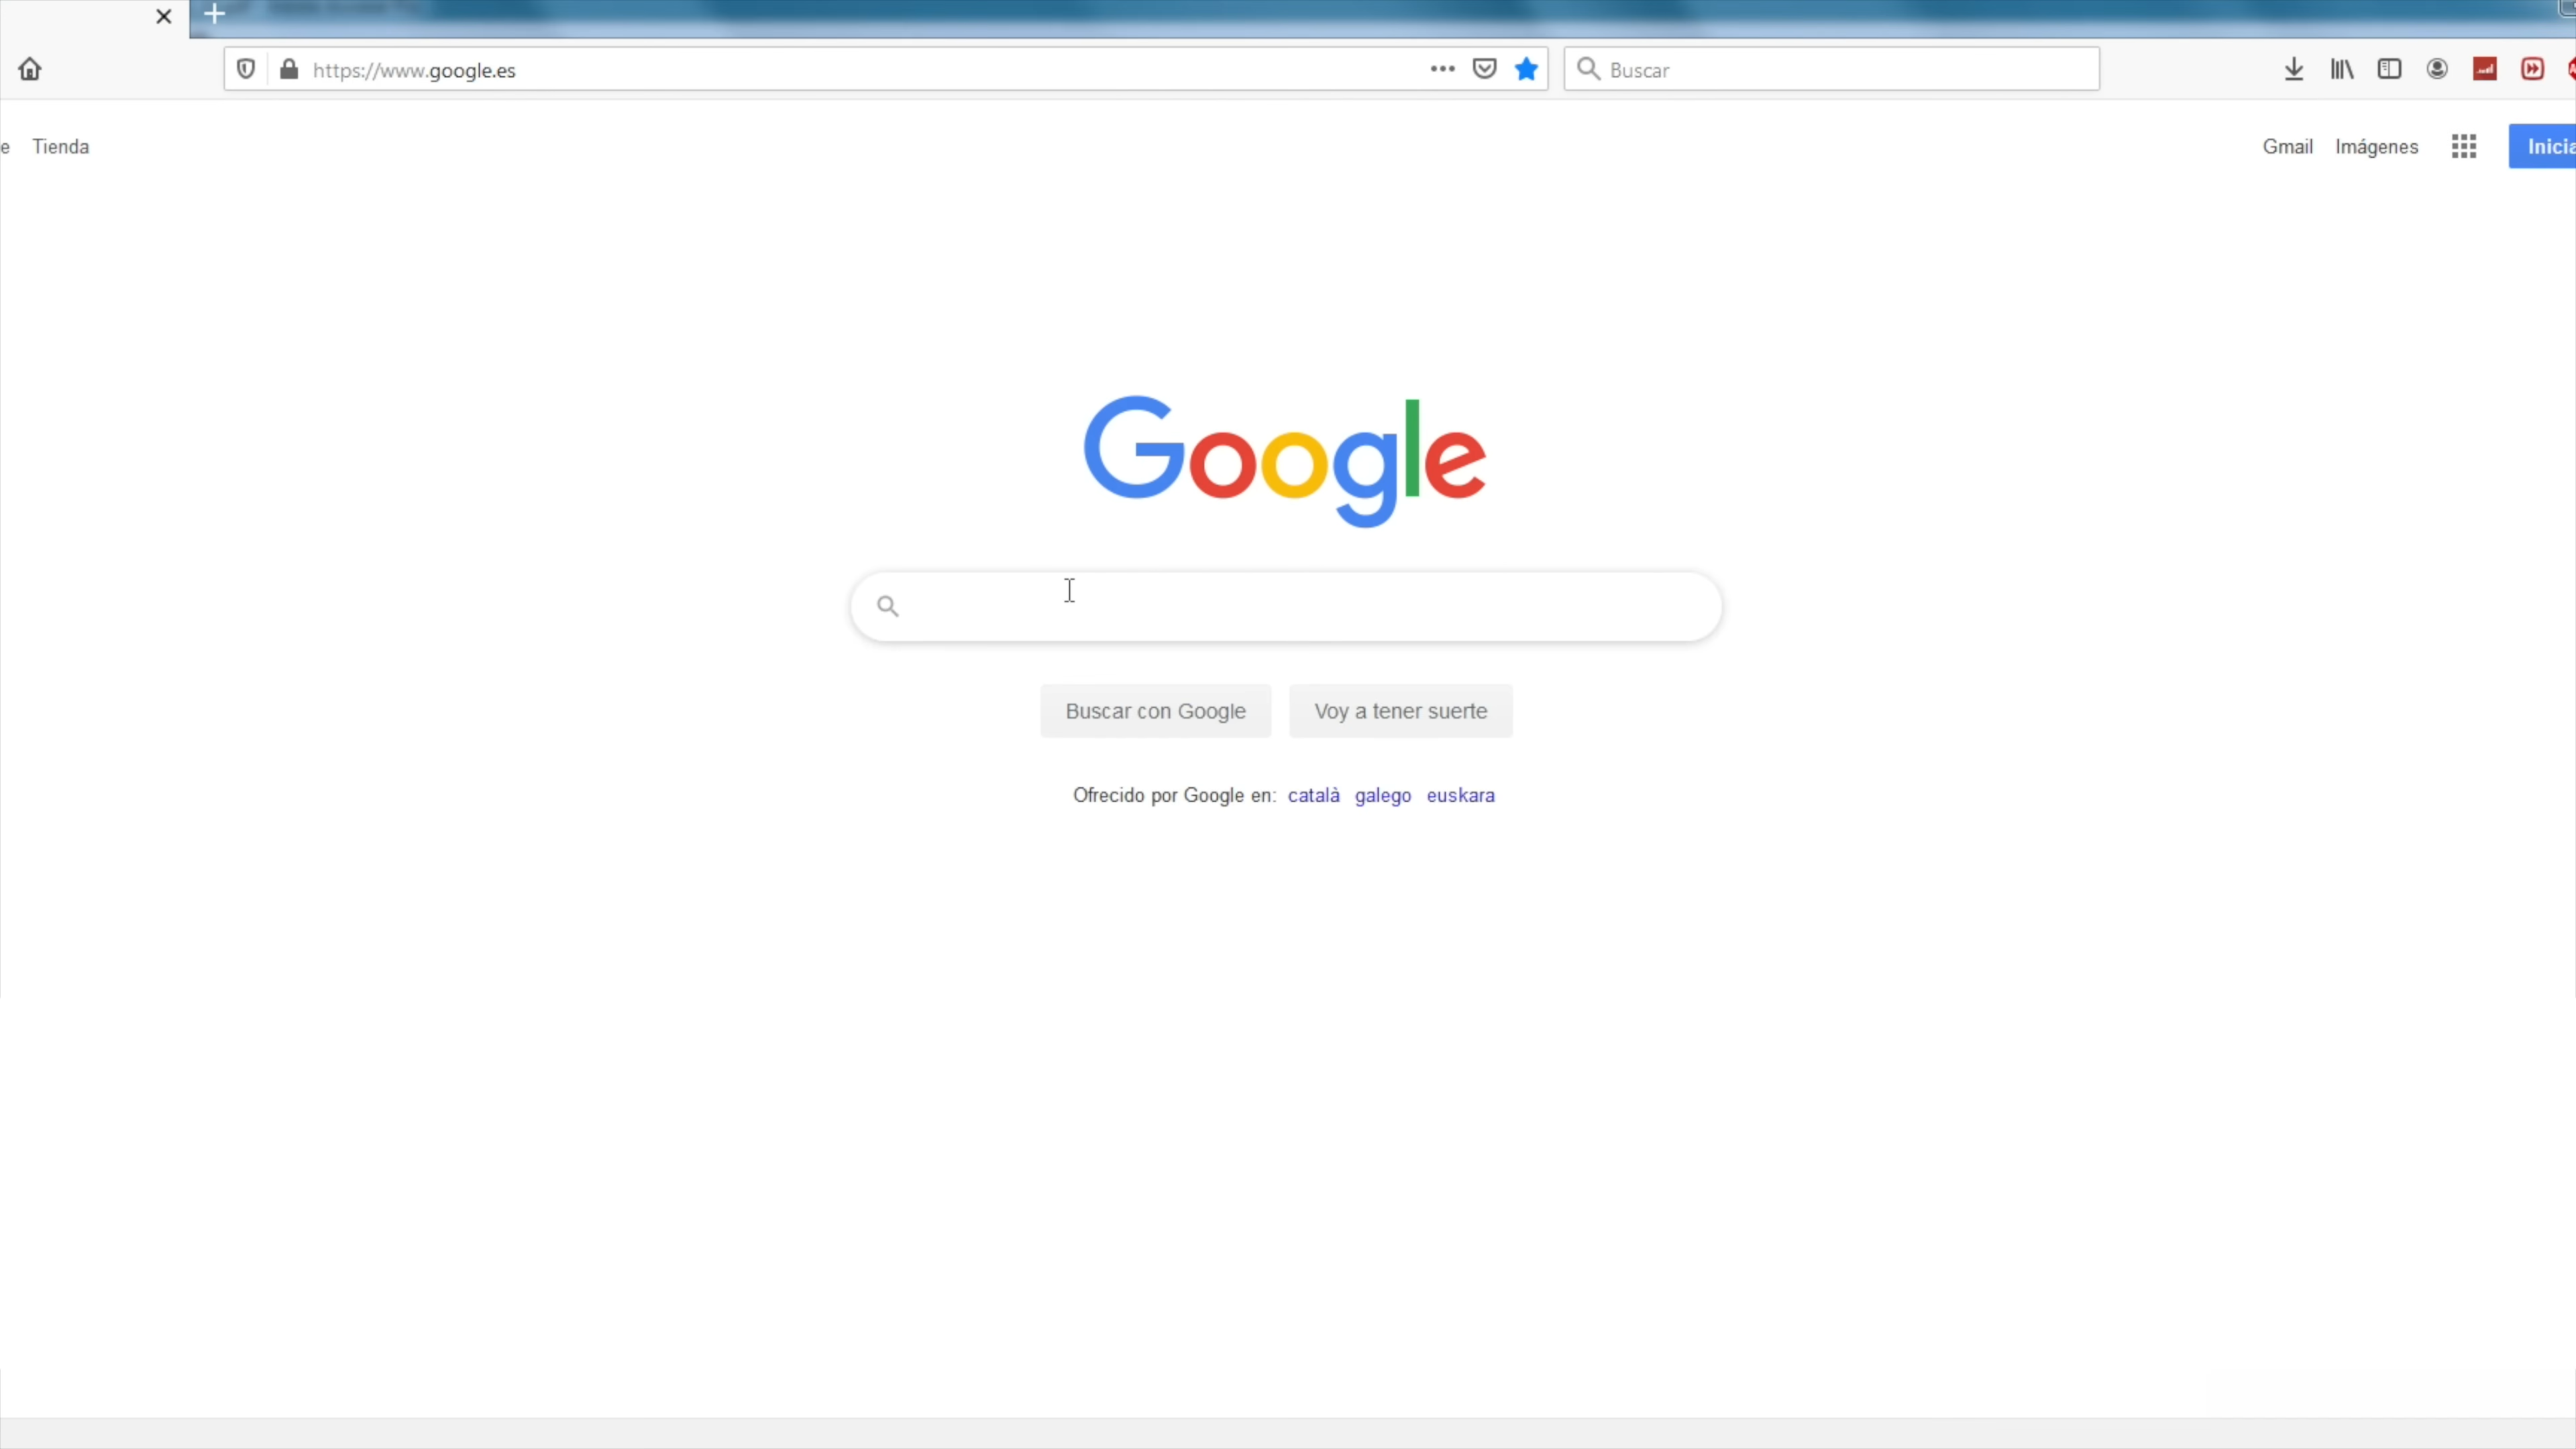 https://www.google.es
Buscar
Tienda
Gmail Imágenes
Google
Buscar con Google Voy a tener suerte
Ofrecido por Google en: català galego euskara